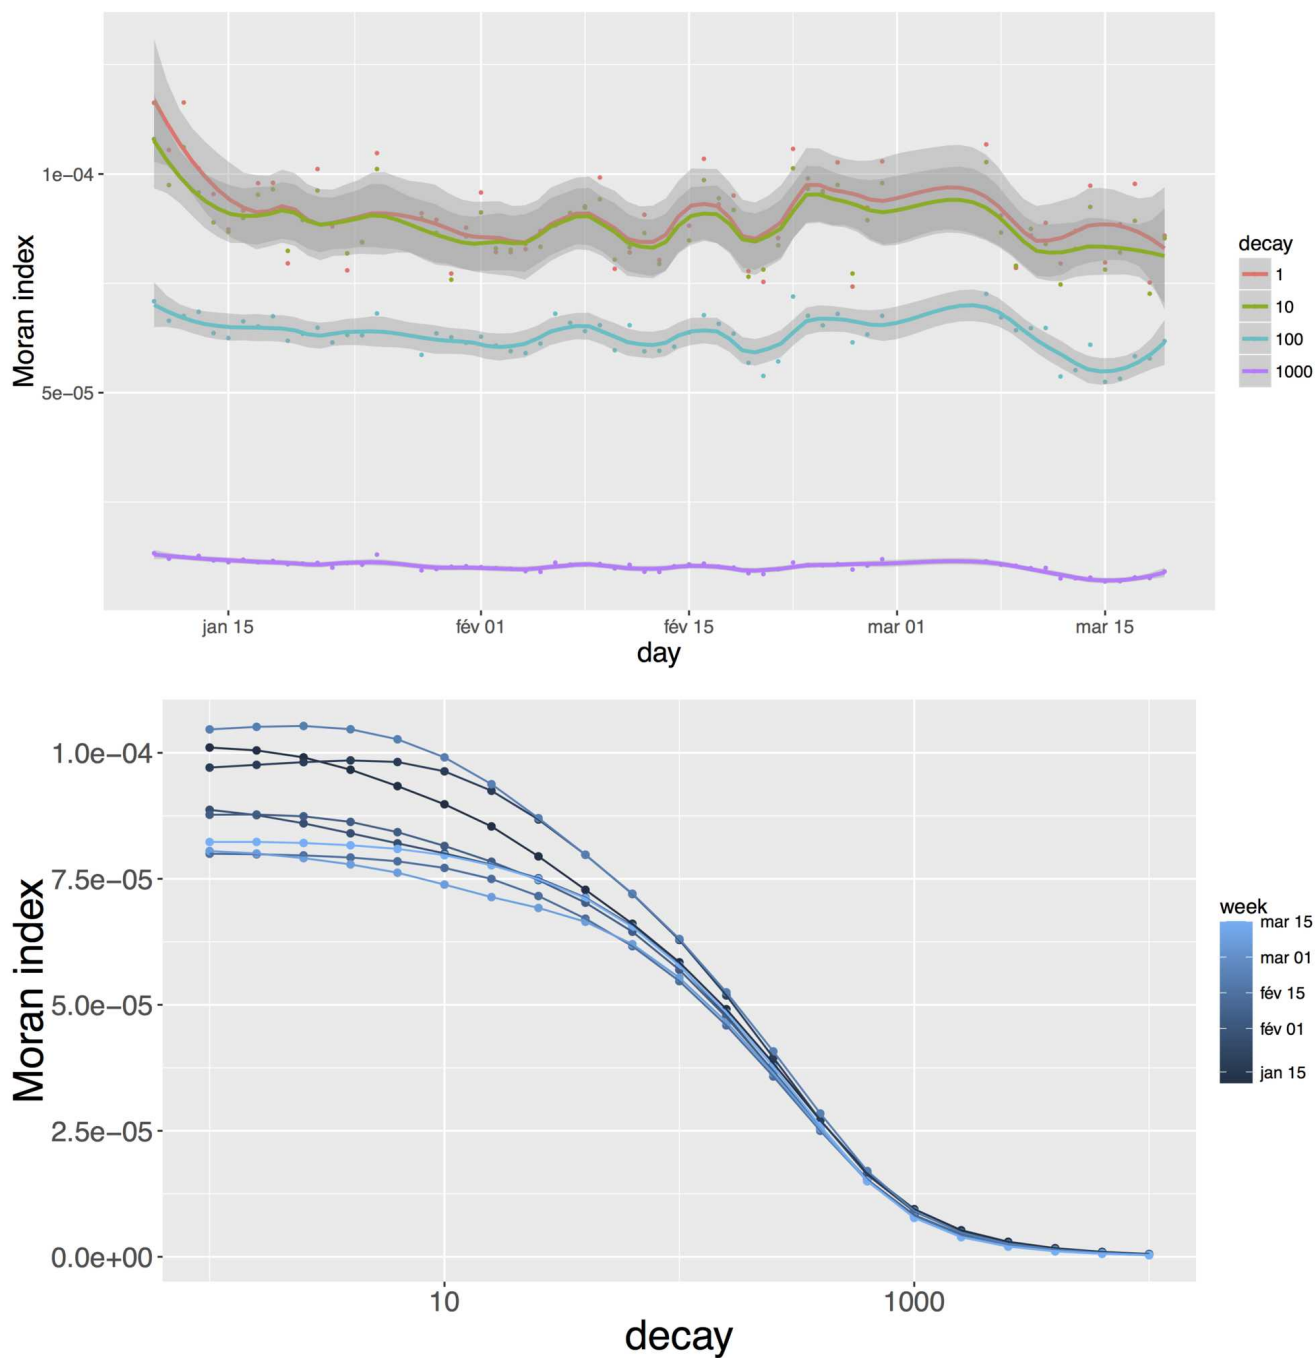 1e−04
5e−05
Moran index
jan 15
fév 01
fév 15
mar 01
mar 15
day
decay
1
10
100
1000
1.0e−04
7.5e−05
5.0e−05
2.5e−05
0.0e+00
Moran index
10
1000
decay
week
mar 15
mar 01
fév 15
fév 01
jan 15